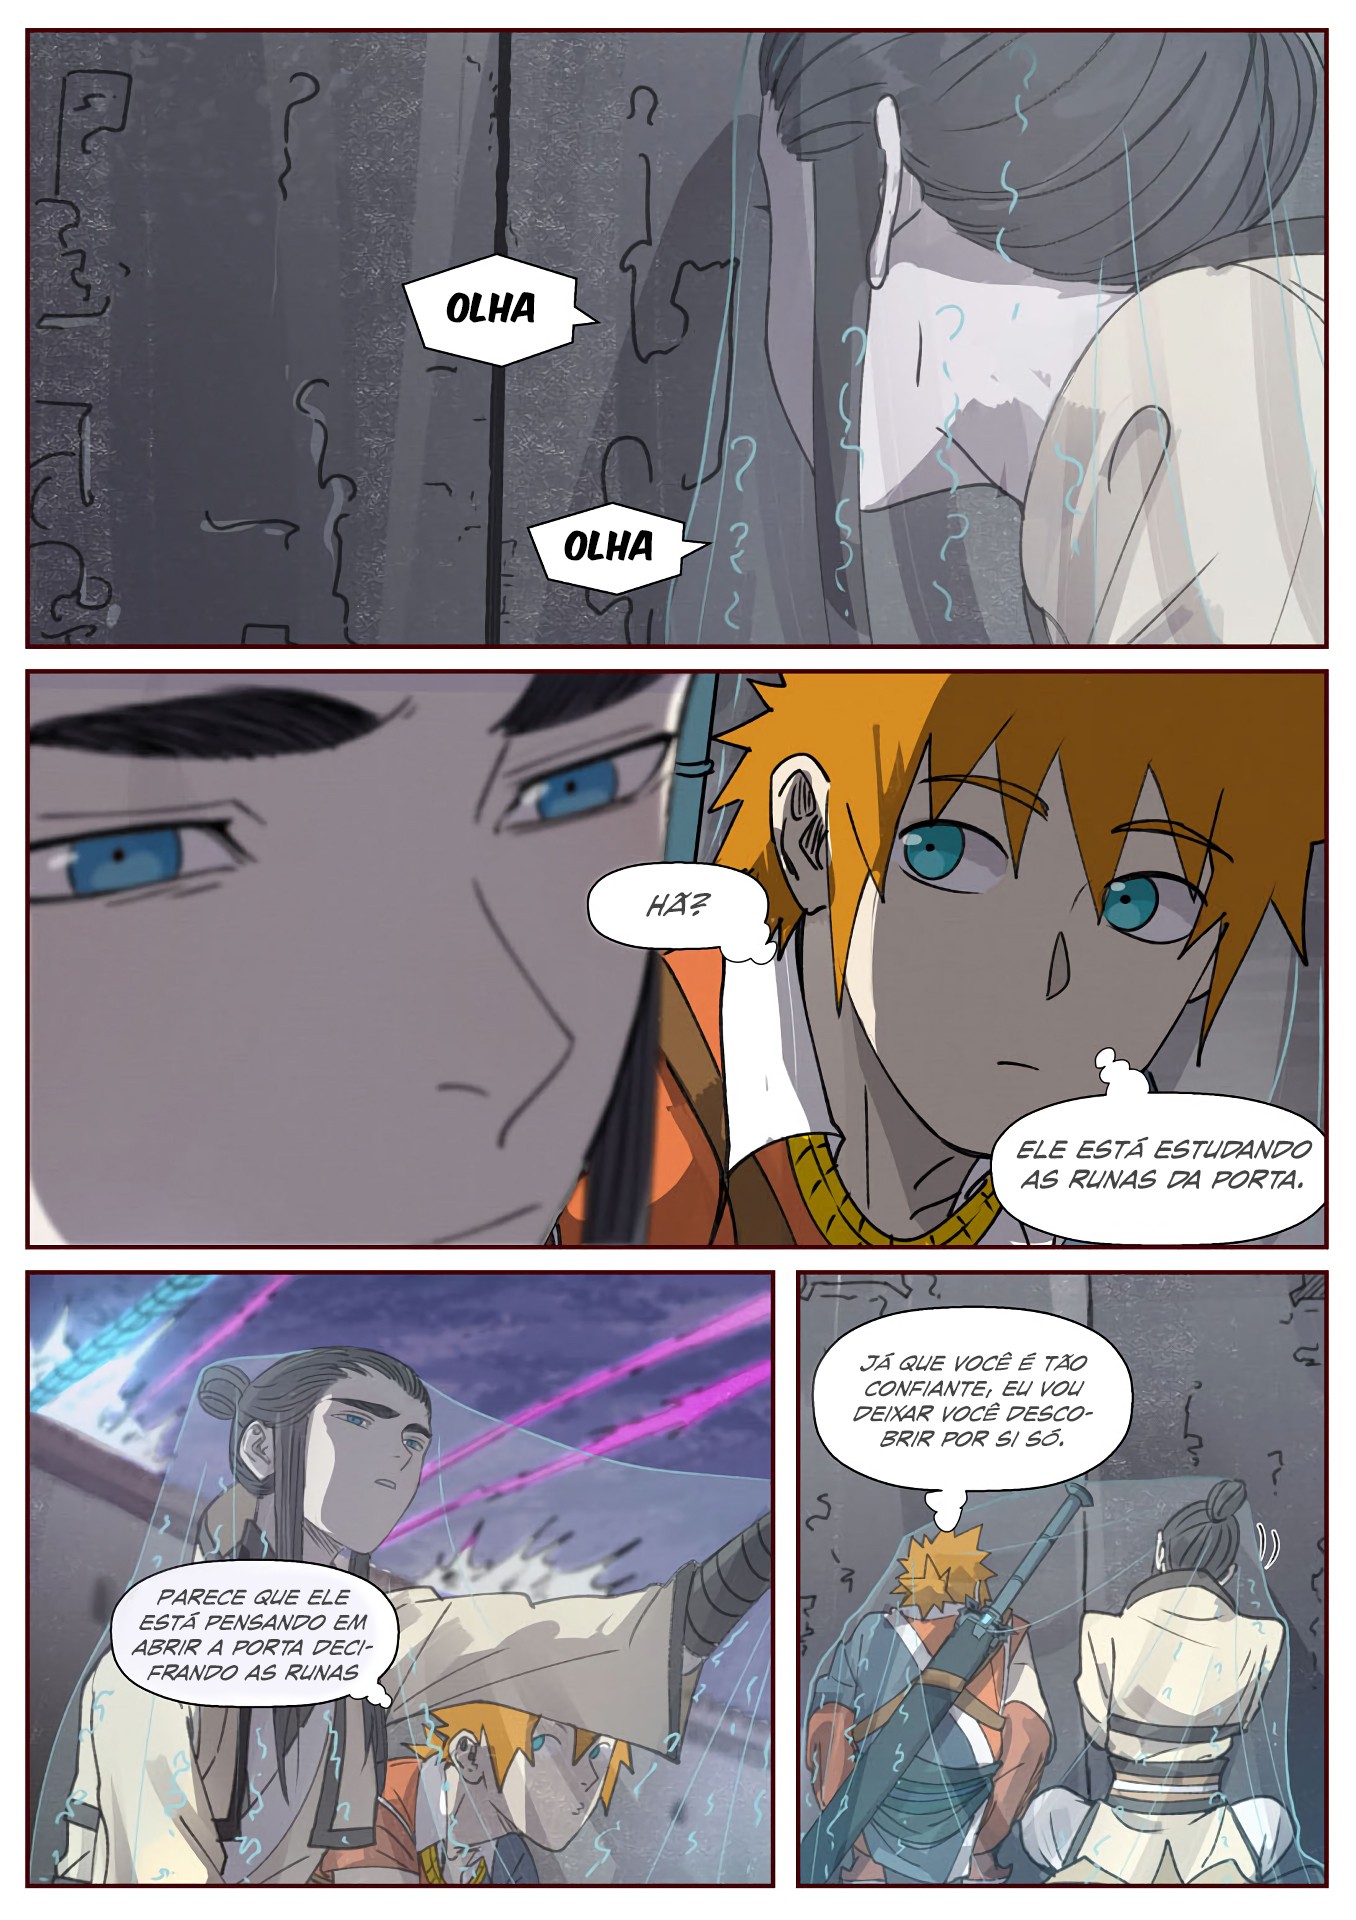 OLHA
OLHA
HÃ?
ELE ESTÁ ESTUDANDO
AS RUNAS DA PORTA.
PARECE QUE ELE
ESTÁ PENSANDO EM
ABRIR A PORTA DECI-
FRANDO AS RUNAS
JÁ QUE VOCÊ É TÃO
CONFIANTE, EU VOU
DEIXAR VOCÊ DESCO-
BRIR POR SI SÓ.